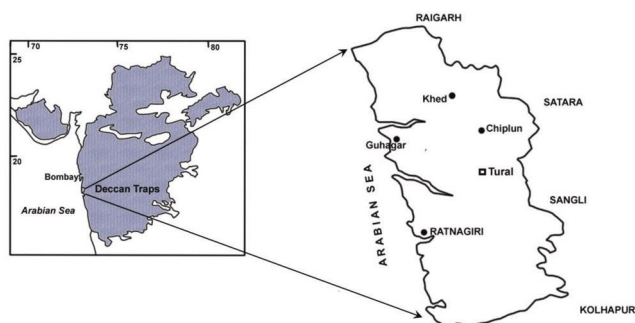 70
75
80
25
20
Bombay
Deccan Traps
Arabian Sea
RAIGARH
Khed
SATARA
Chiplun
Guhagar
Tural
ARABIAN SEA
SANGLI
RATNAGIRI
KOLHAPUR